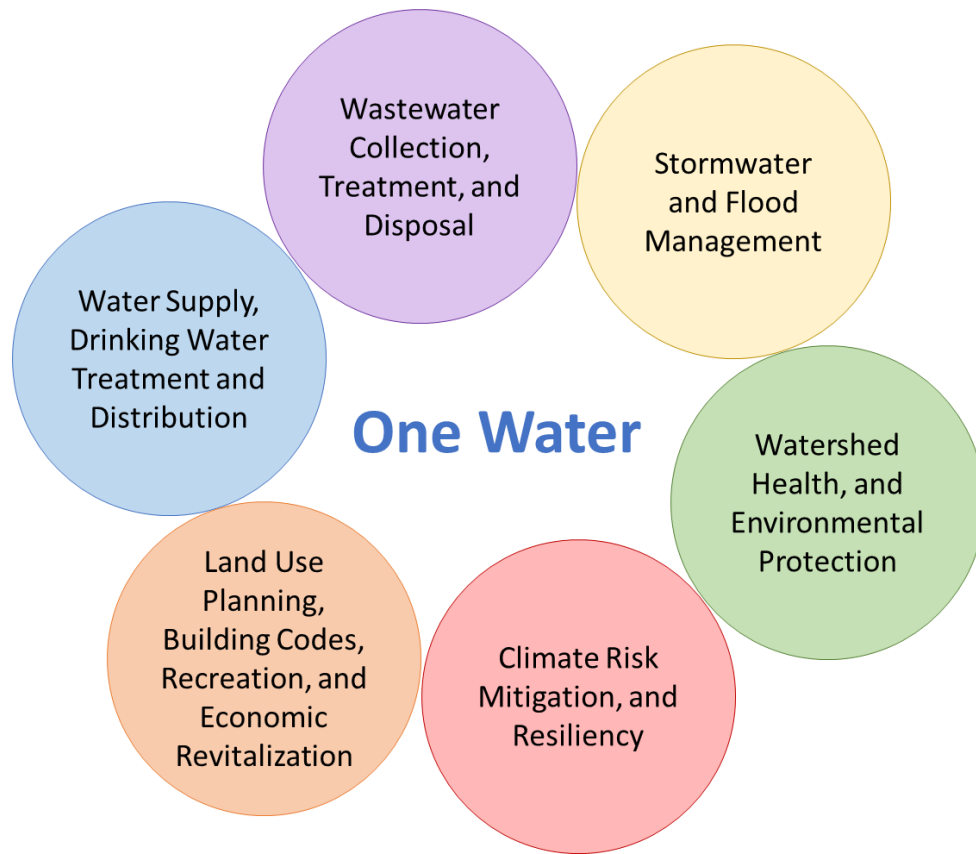 Wastewater
Collection,
Treatment, and
Disposal
Stormwater
and Flood
Management
Water Supply,
Drinking Water
Treatment and
Distribution
One Water
Watershed
Health, and
Environmental
Protection
Land Use
Planning,
Building Codes,
Recreation, and
Economic
Revitalization
Climate Risk
Mitigation, and
Resiliency